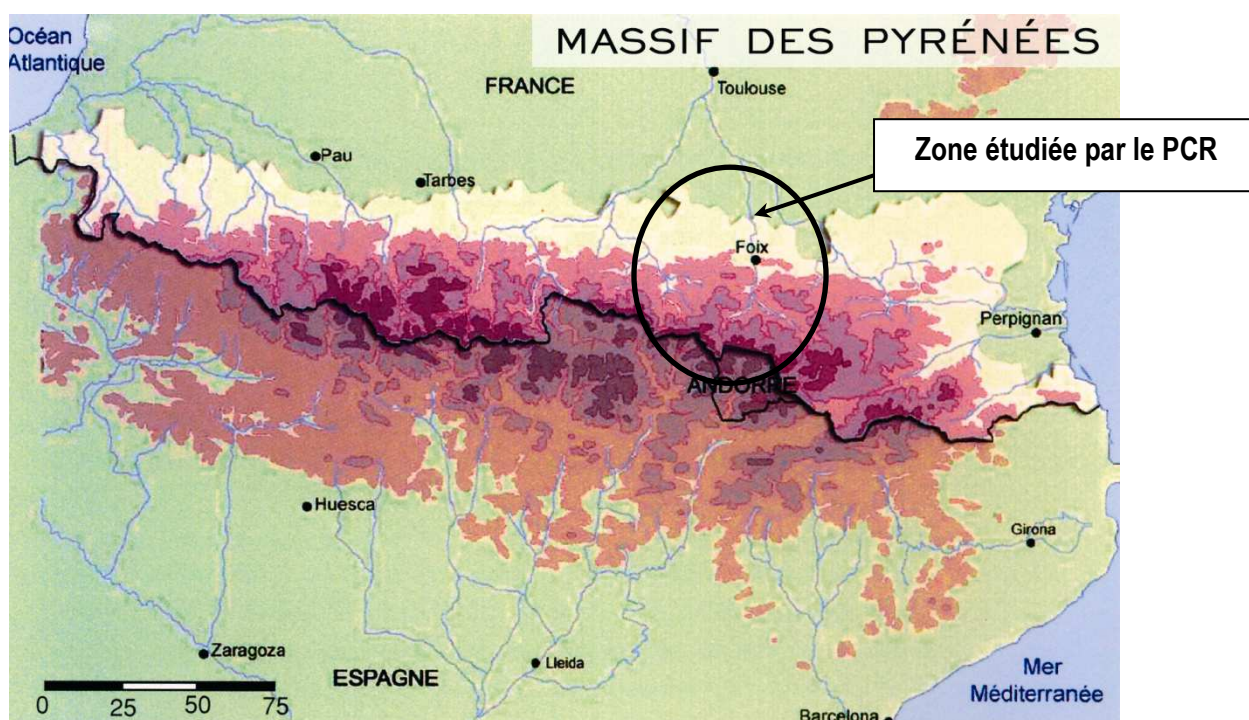 MASSIF DES PYRÉNÉES
Océan
Atlantique
FRANCE
Toulouse
Zone étudiée par le PCR
Pau
Tarbes
Foix
Perpignan
ANDORRE
Huesca
Girona
Zaragoza
Lleida
ESPAGNE
Mer
Méditerranée
0 25 50 75
Barcelona